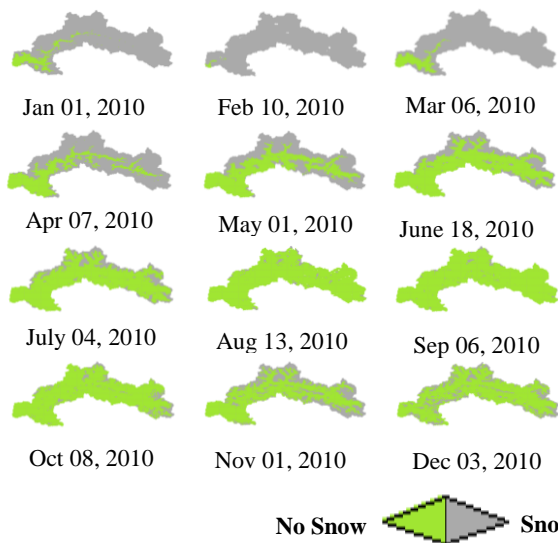 Jan 01, 2010
Feb 10, 2010
Mar 06, 2010
Apr 07, 2010
May 01, 2010
June 18, 2010
July 04, 2010
Aug 13, 2010
Sep 06, 2010
Oct 08, 2010
Nov 01, 2010
Dec 03, 2010
No Snow
Sno